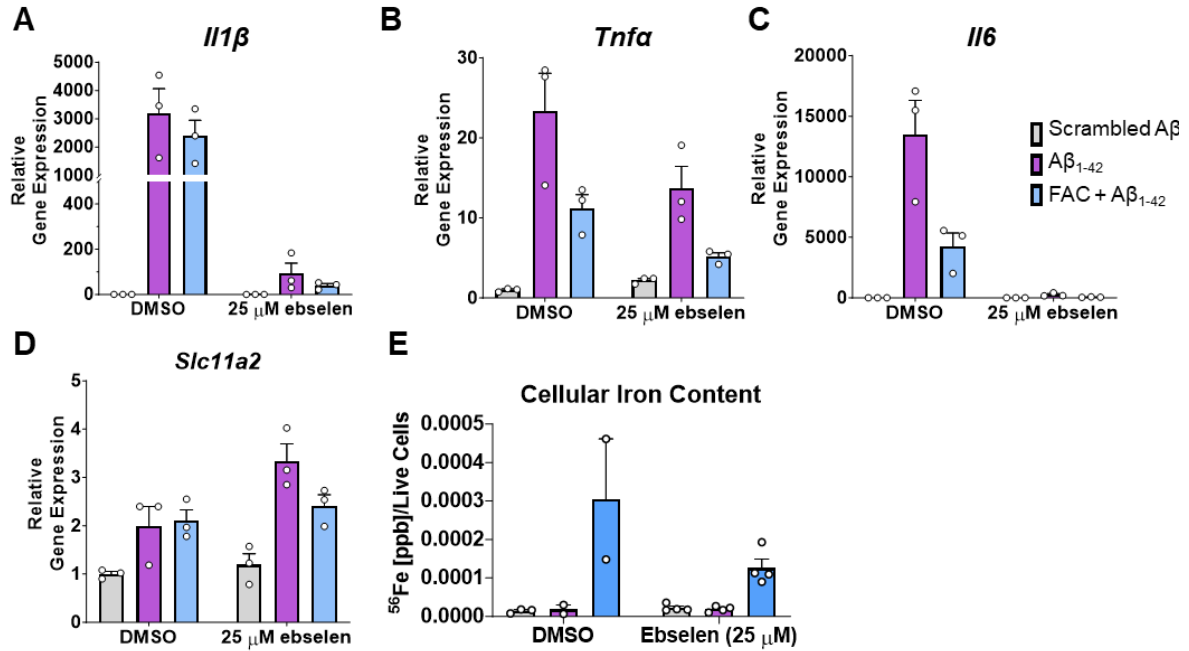 A
Il1β
Relative
Gene Expression
5000
4000
3000
2000
1000
600
400
200
0
DMSO
25 μM ebselen
B
Tnfα
Relative
Gene Expression
30
20
10
0
DMSO
25 μM ebselen
C
Il6
Relative
Gene Expression
20000
15000
10000
5000
0
DMSO
25 μM ebselen
Scrambled Aβ
Aβ1-42
FAC + Aβ1-42
D
Slc11a2
Relative
Gene Expression
5
4
3
2
1
0
DMSO
25 μM ebselen
E
Cellular Iron Content
56Fe [ppb]/Live Cells
0.0005
0.0004
0.0003
0.0002
0.0001
0.0000
DMSO
Ebselen (25 μM)